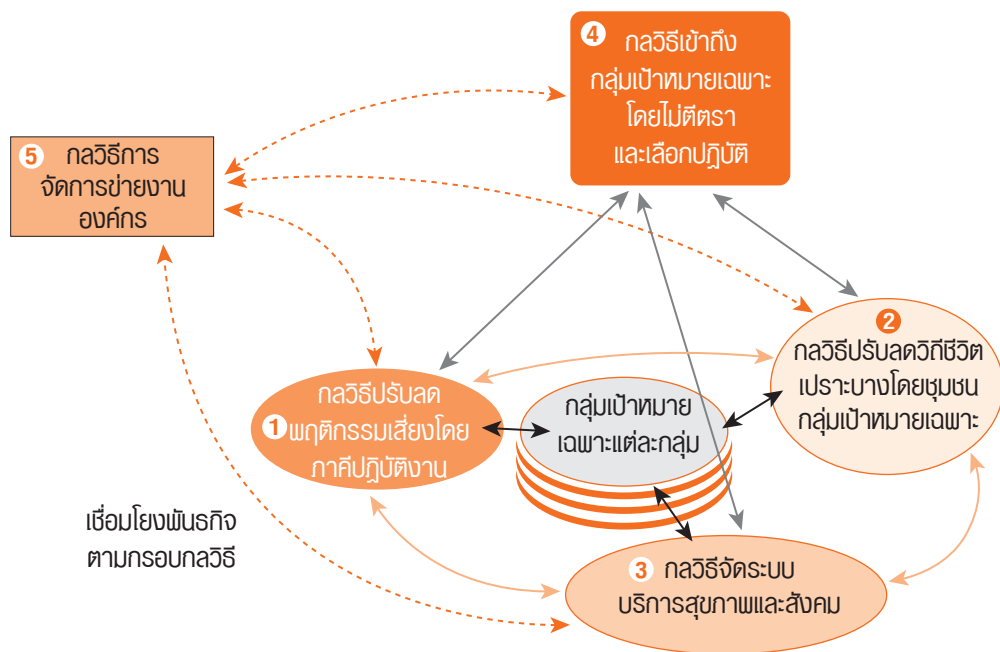 4 กลวิธีเข้าถึง
กลุ่มเป้าหมายเฉพาะ
โดยไม่ตีตรา
และเลือกปฏิบัติ
5 กลวิธีการ
จัดการข่ายงาน
องค์กร
2
กลวิธีปรับลดวิถีชีวิต
เปราะบางโดยชุมชน
กลุ่มเป้าหมายเฉพาะ
กลวิธีปรับลด
1 พฤติกรรมเสี่ยงโดย
ภาคีปฏิบัติงาน
กลุ่มเป้าหมาย
เฉพาะแต่ละกลุ่ม
เชื่อมโยงพันธกิจ
ตามกรอบกลวิธี
3 กลวิธีจัดระบบ
บริการสุขภาพและสังคม